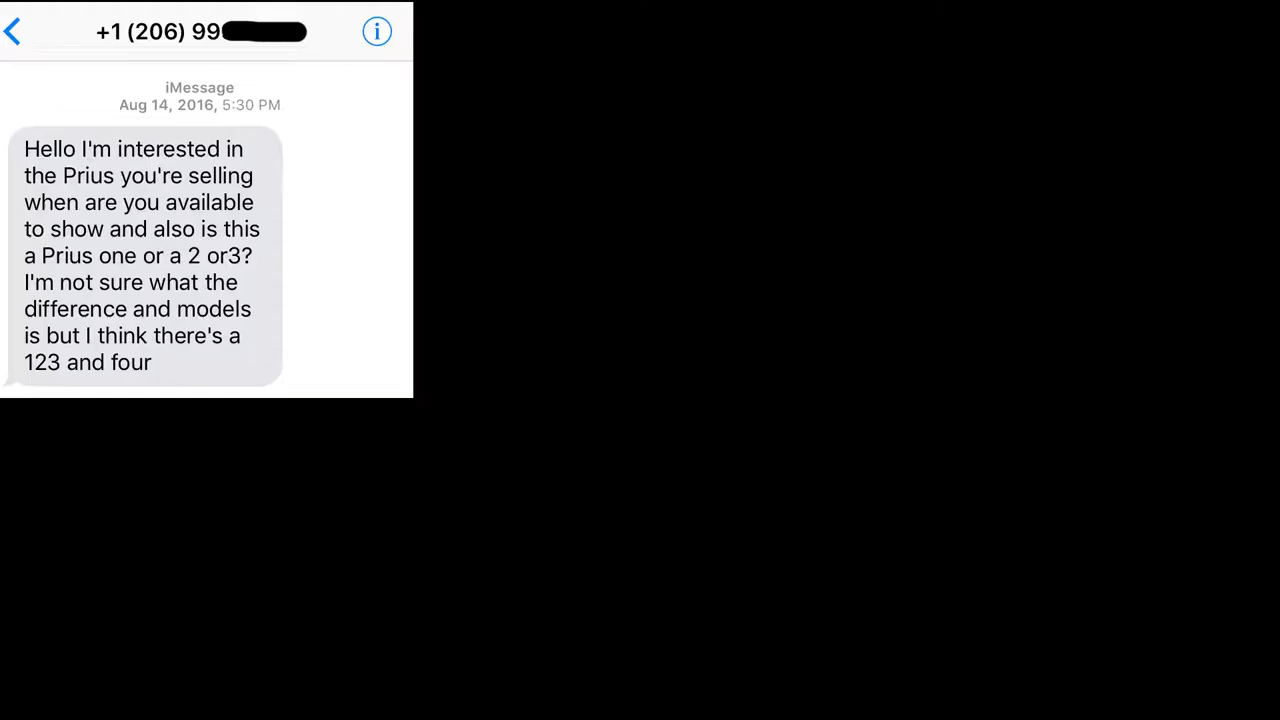 +1 (206) 99
iMessage
Aug 14, 2016, 5:30 PM
Hello I'm interested in
the Prius you're selling
when are you available
to show and also is this
a Prius one or a 2 or3?
I'm not sure what the
difference and models
is but I think there's a
123 and four